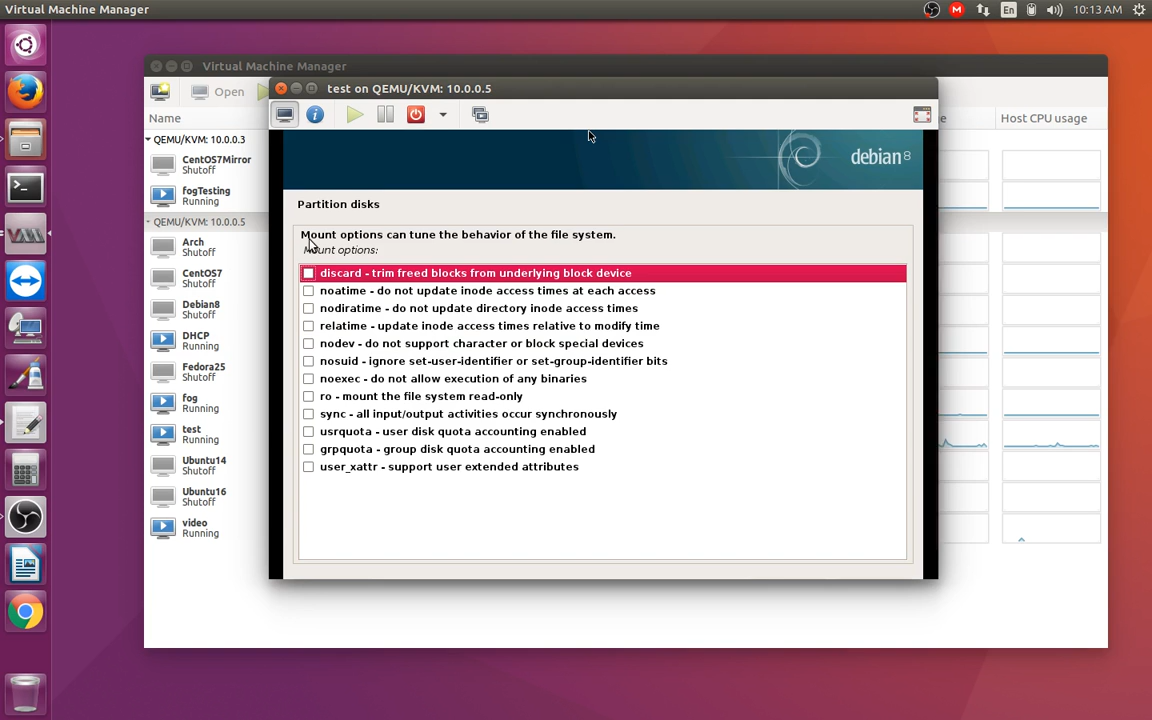 Virtual Machine Manager
M
En
10:13 AM
Virtual Machine Manager
Open
Name
Host CPU usage
test on QEMU/KVM: 10.0.0.5
QEMU/KVM: 10.0.0.3
CentOS7Mirror
Shutoff
fogTesting
Running
QEMU/KVM: 10.0.0.5
Arch
Shutoff
CentOS7
Shutoff
Debian8
Shutoff
DHCP
Running
Fedora25
Shutoff
fog
Running
test
Running
Ubuntu14
Shutoff
Ubuntu16
Shutoff
video
Running
debian8
Partition disks
Mount options can tune the behavior of the file system.
Mount options:
discard - trim freed blocks from underlying block device
noatime - do not update inode access times at each access
nodiratime - do not update directory inode access times
relatime - update inode access times relative to modify time
nodev - do not support character or block special devices
nosuid - ignore set-user-identifier or set-group-identifier bits
noexec - do not allow execution of any binaries
ro - mount the file system read-only
sync - all input/output activities occur synchronously
usrquota - user disk quota accounting enabled
grpquota - group disk quota accounting enabled
user_xattr - support user extended attributes